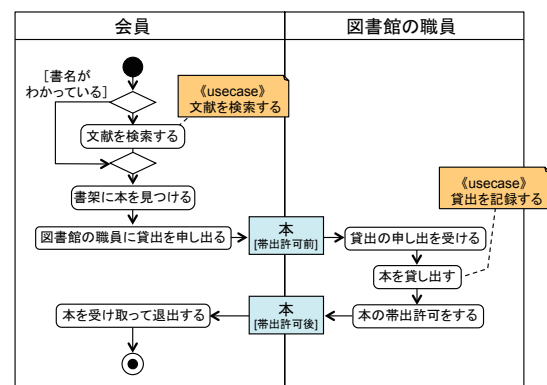 会員
図書館の職員
[書名が
わかっている]
《usecase》
文献を検索する
文献を検索する
書架に本を見つける
《usecase》
貸出を記録する
図書館の職員に貸出を申し出る
本
[帯出許可前]
貸出の申し出を受ける
本を貸し出す
本を受け取って退出する
本
[帯出許可後]
本の帯出許可をする